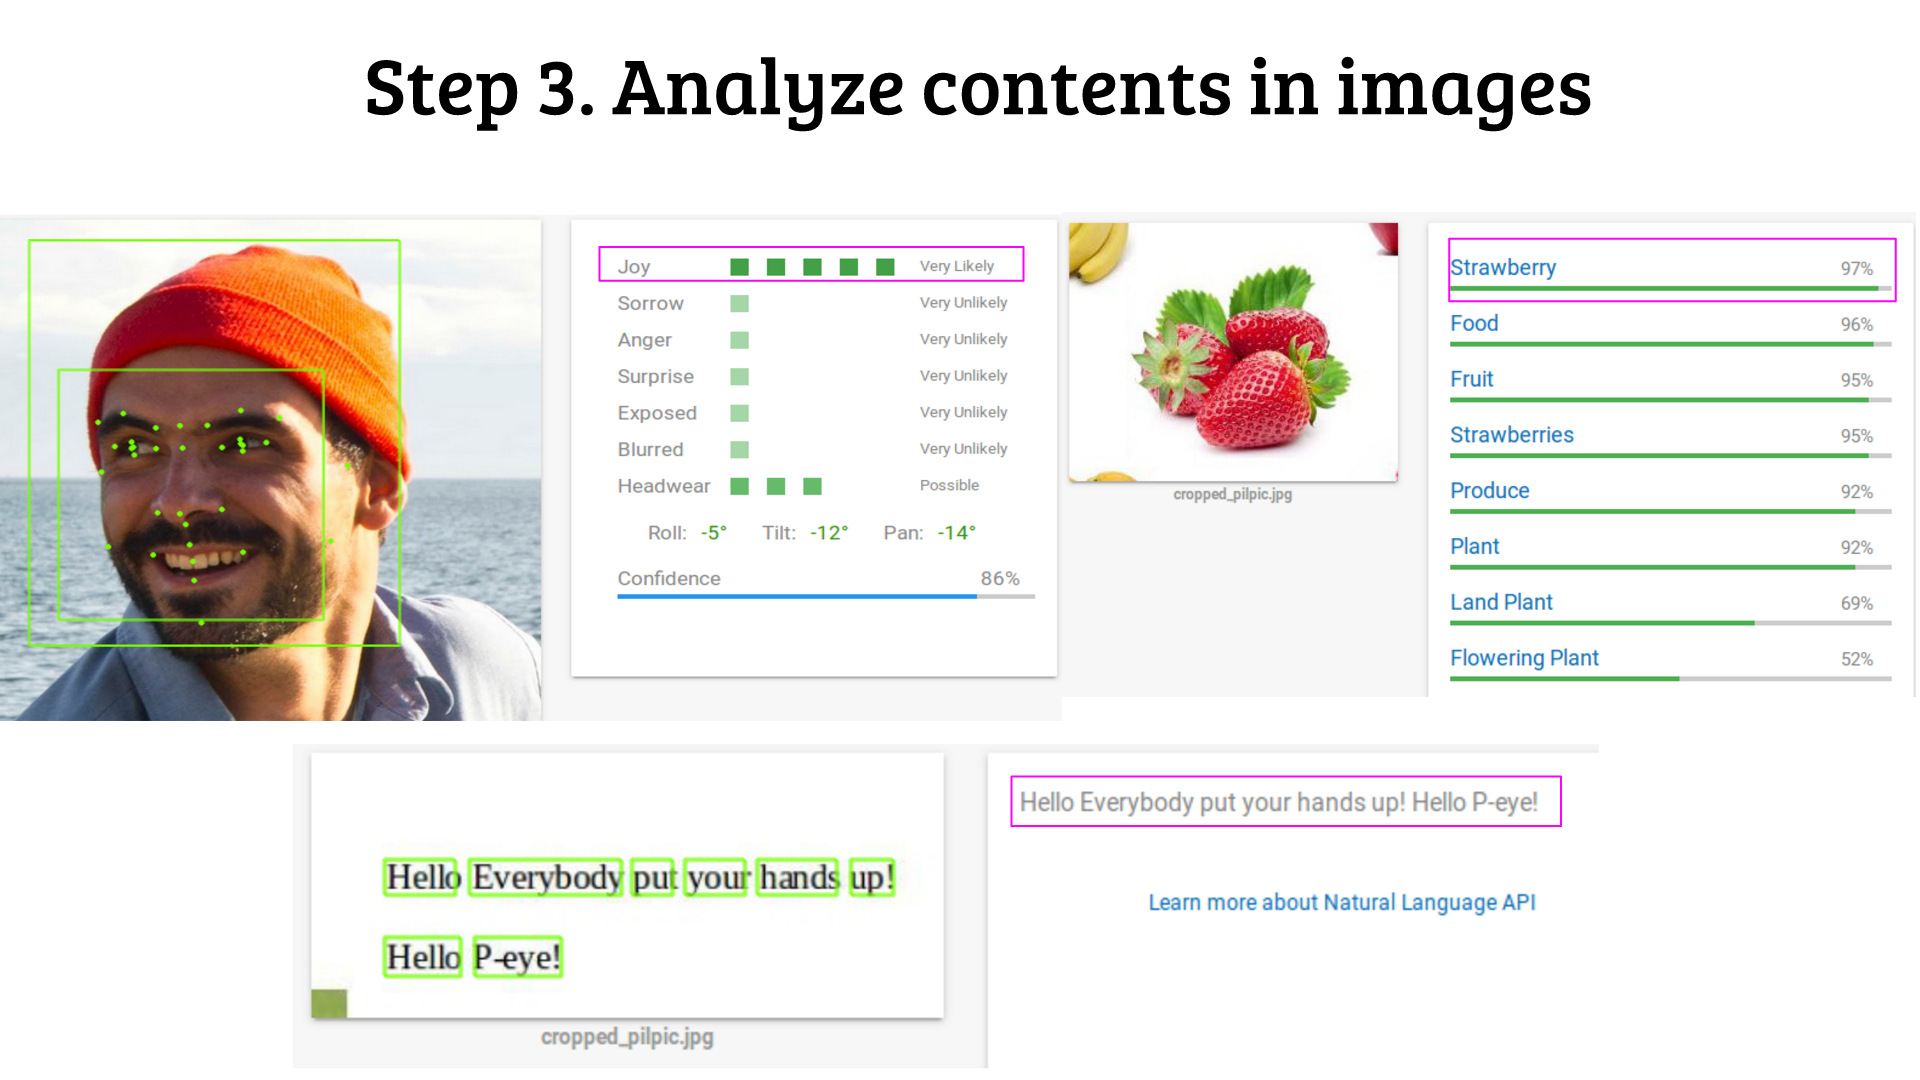 Step 3. Analyze contents in images
Joy Very Likely
Sorrow Very Unlikely
Anger Very Unlikely
Surprise Very Unlikely
Exposed Very Unlikely
Blurred Very Unlikely
Headwear Possible
Roll: -5° Tilt: -12° Pan: -14°
Confidence 86%
cropped_pilpic.jpg
Strawberry 97%
Food 96%
Fruit 95%
Strawberries 95%
Produce 92%
Plant 92%
Land Plant 69%
Flowering Plant 52%
Hello Everybody put your hands up!
Hello P-eye!
cropped_pilpic.jpg
Hello Everybody put your hands up! Hello P-eye!
Learn more about Natural Language API